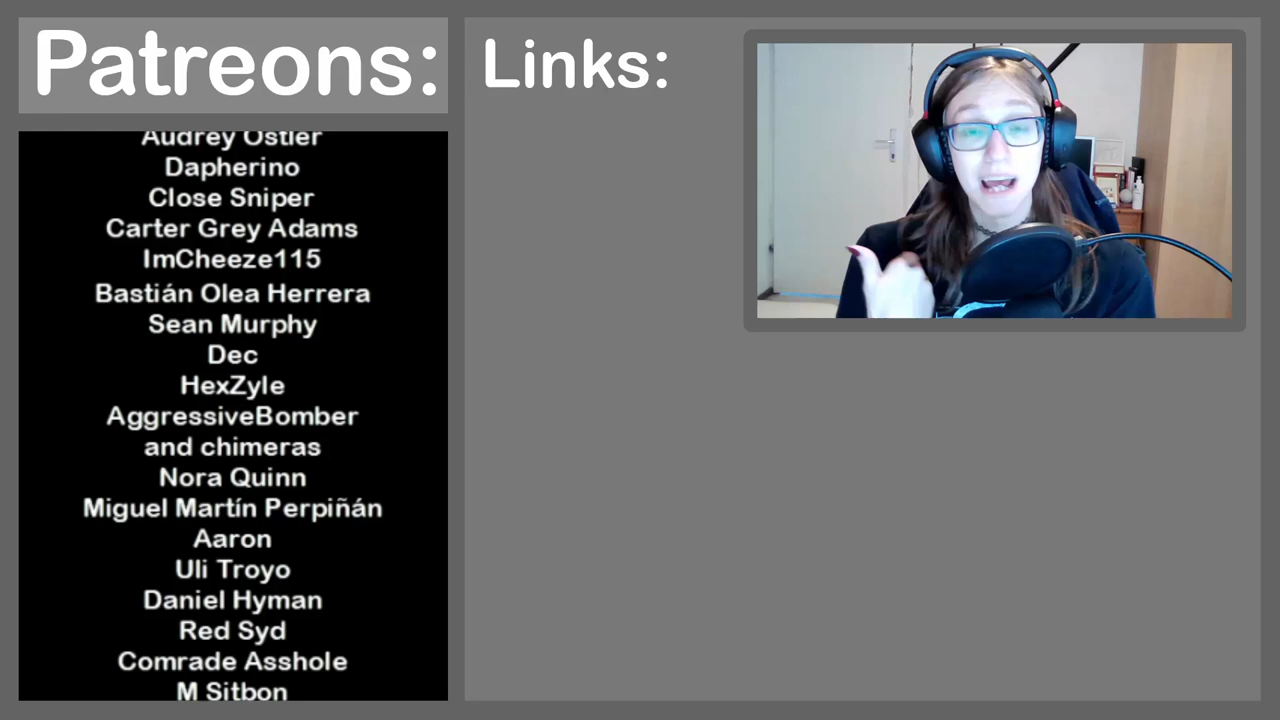 Patreons:
Links:
Audrey Ostler
Dapherino
Close Sniper
Carter Grey Adams
ImCheeze115
Bastián Olea Herrera
Sean Murphy
Dec
HexZyle
AggressiveBomber
and chimeras
Nora Quinn
Miguel Martín Perpiñán
Aaron
Uli Troyo
Daniel Hyman
Red Syd
Comrade Asshole
M Sitbon